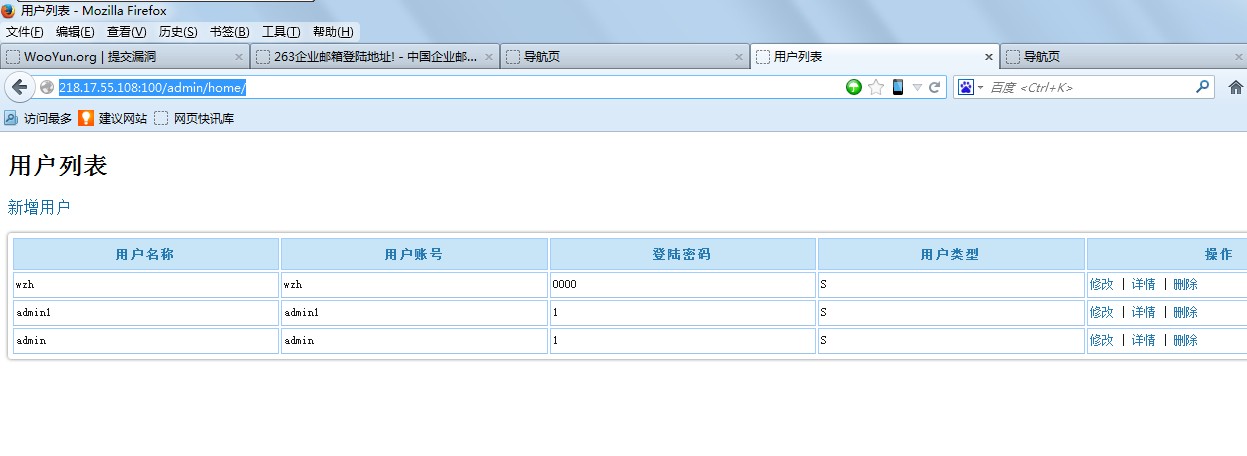 用户列表 - Mozilla Firefox
文件(F) 编辑(E) 查看(V) 历史(S) 书签(B) 工具(T) 帮助(H)
WooYun.org | 提交漏洞 263企业邮箱登陆地址! - 中国企业邮... 导航页 用户列表 导航页
218.17.55.108:100/admin/home/ 百度 <Ctrl+K>
访问最多 建议网站 网页快讯库
用户列表
新增用户
用户名称 用户账号 登陆密码 用户类型 操作
wzh wzh 0000 S 修改 | 详情 | 删除
admin1 admin1 1 S 修改 | 详情 | 删除
admin admin 1 S 修改 | 详情 | 删除